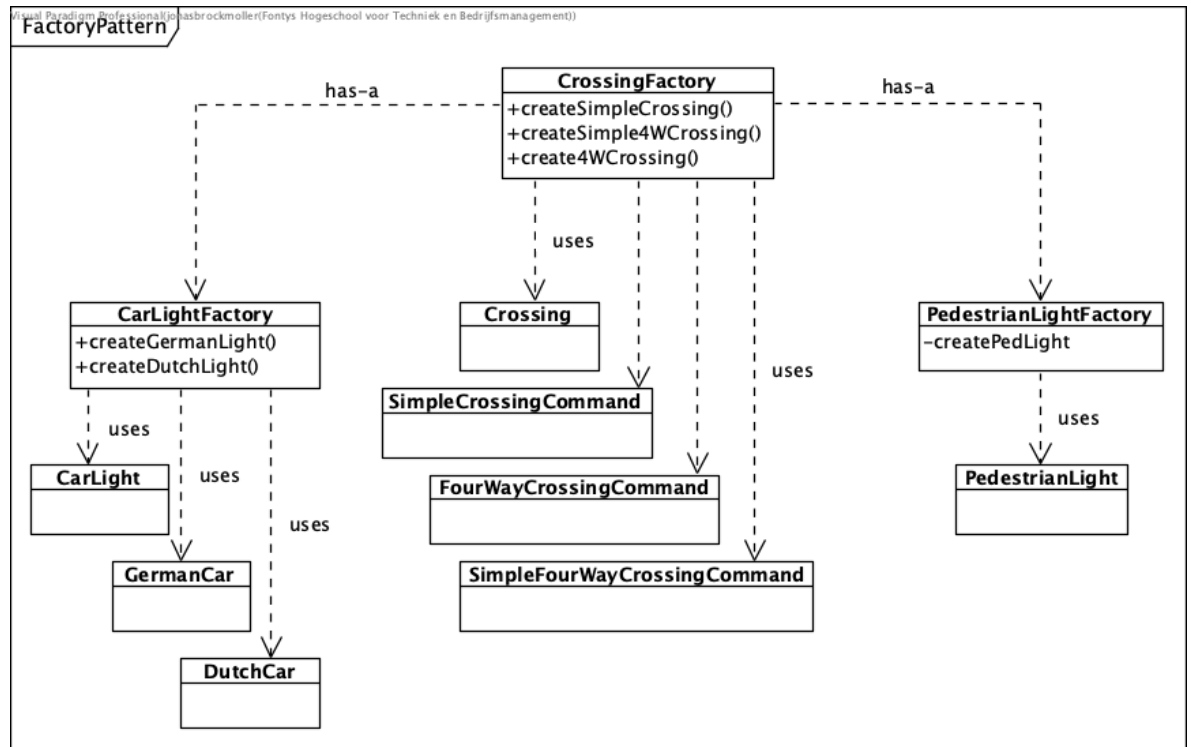 Visual Paradigm Professional(jonasbrockmoller(Fontys Hogeschool voor Techniek en Bedrijfsmanagement))
FactoryPattern
CrossingFactory
+createSimpleCrossing()
+createSimple4WCrossing()
+create4WCrossing()
has-a
has-a
uses
uses
CarLightFactory
+createGermanLight()
+createDutchLight()
Crossing
PedestrianLightFactory
-createPedLight
SimpleCrossingCommand
uses
uses
uses
uses
CarLight
FourWayCrossingCommand
PedestrianLight
GermanCar
SimpleFourWayCrossingCommand
DutchCar